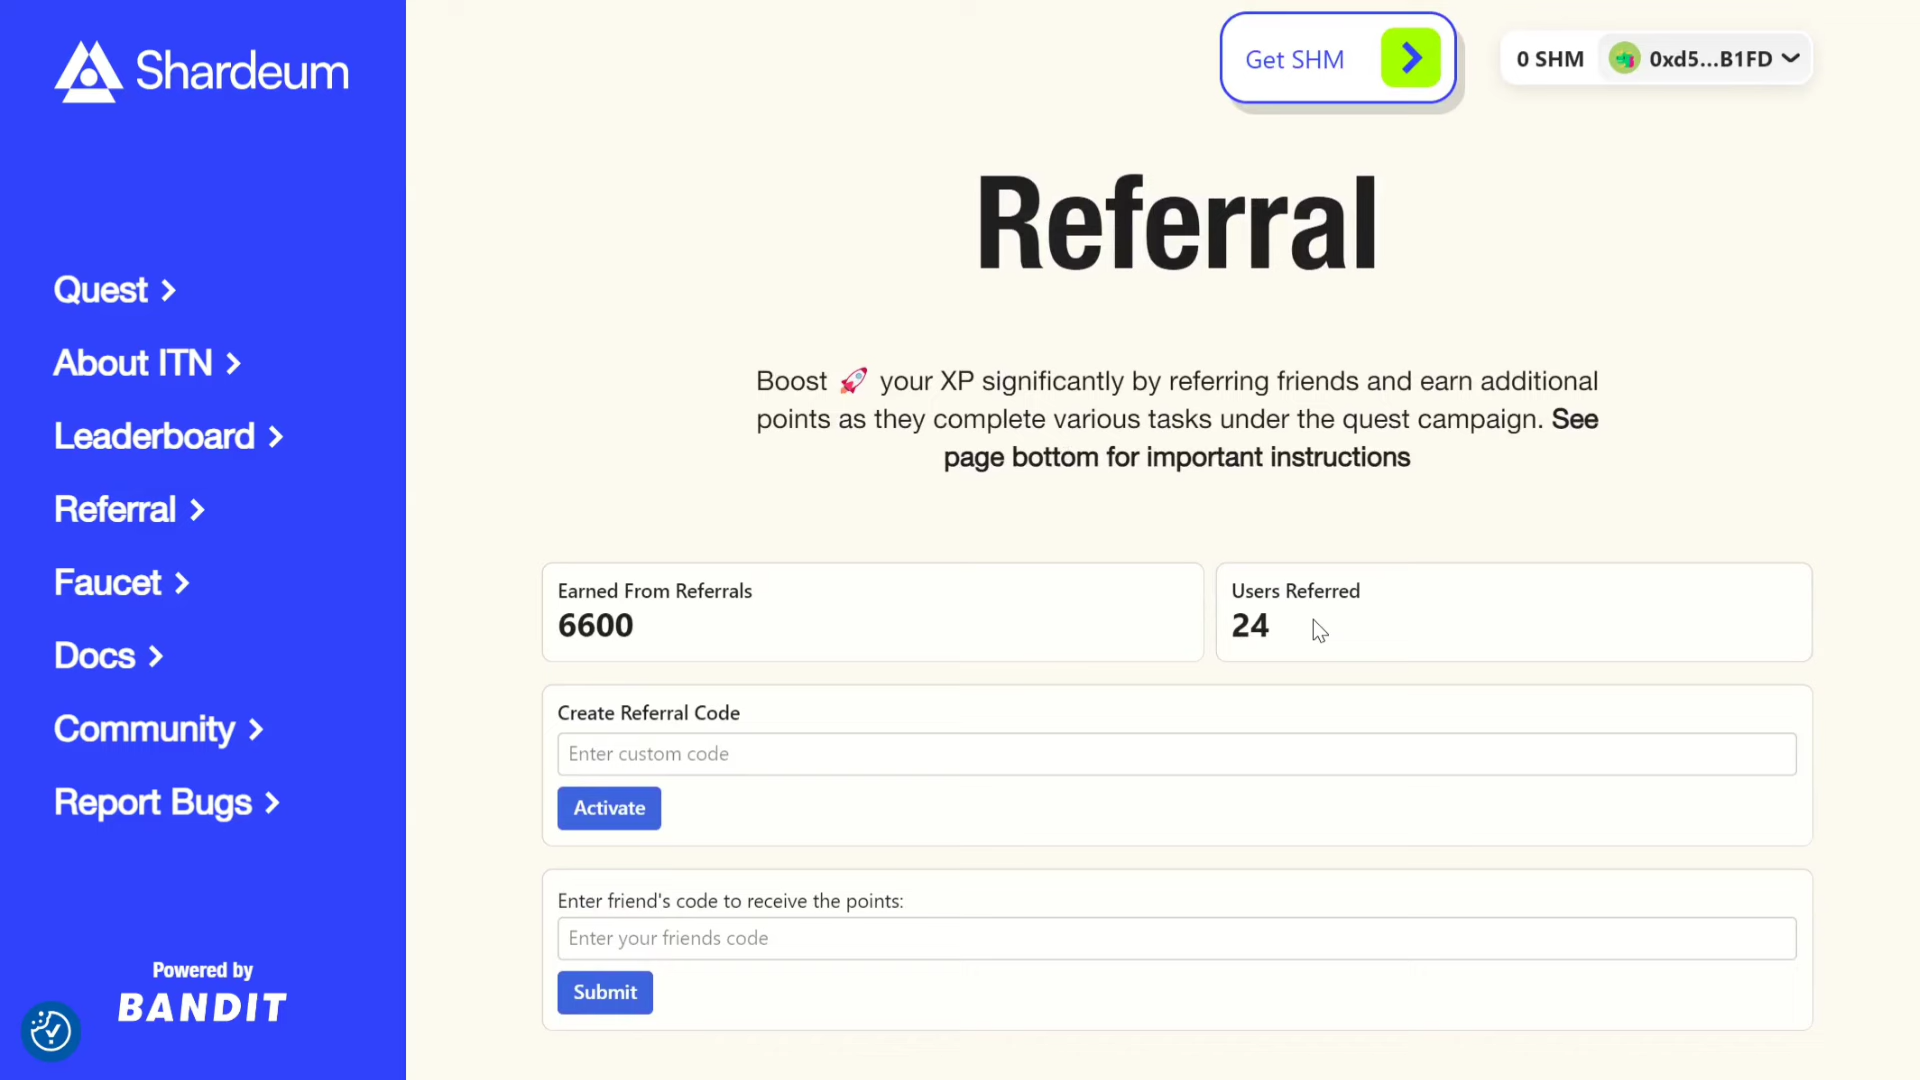 Shardeum
Get SHM
0 SHM
0xd5...B1FD
Quest
About ITN
Leaderboard
Referral
Faucet
Docs
Community
Report Bugs
Powered by
BANDIT
Referral
Boost 🚀 your XP significantly by referring friends and earn additional
points as they complete various tasks under the quest campaign. See
page bottom for important instructions
Earned From Referrals
6600
Users Referred
24
Create Referral Code
Enter custom code
Activate
Enter friend's code to receive the points:
Enter your friends code
Submit